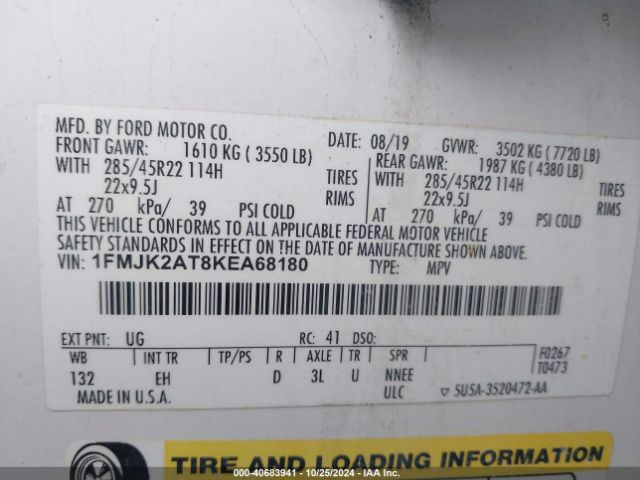 MFD. BY FORD MOTOR CO.
DATE: 08/19 GVWR: 3502 KG ( 7720 LB)
FRONT GAWR: 1610 KG ( 3550 LB)
REAR GAWR: 1987 KG ( 4380 LB)
WITH 285/45R22 114H TIRES
WITH 285/45R22 114H TIRES
22x9.5J RIMS
22x9.5J RIMS
AT 270 kPa/ 39 PSI COLD
AT 270 kPa/ 39 PSI COLD
THIS VEHICLE CONFORMS TO ALL APPLICABLE FEDERAL MOTOR VEHICLE
SAFETY STANDARDS IN EFFECT ON THE DATE OF MANUFACTURE SHOWN ABOVE.
VIN: 1FMJK2AT8KEA68180 TYPE: MPV
EXT PNT: UG RC: 41 DSO:
WB INT TR TP/PS R AXLE TR SPR F0267
T0473
132 EH D 3L U NNEE
MADE IN U.S.A. ULC ▽ 5U5A-3520472-AA
TIRE AND LOADING INFORMATION
©️ 40683941 - 10/25/2024 - IAA Inc.